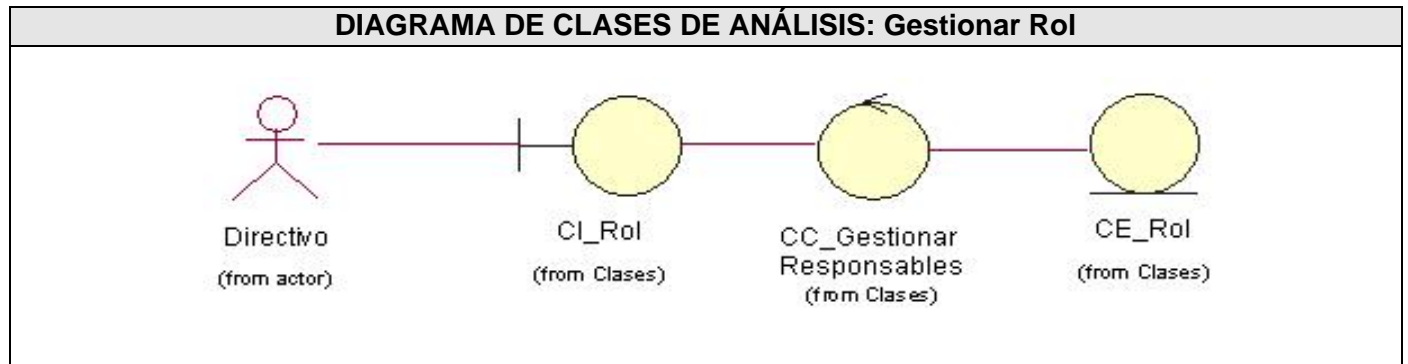 DIAGRAMA DE CLASES DE ANÁLISIS: Gestionar Rol
Directivo
(from actor)
CI_Rol
(from Clases)
CC_Gestionar
Responsables
(from Clases)
CE_Rol
(from Clases)